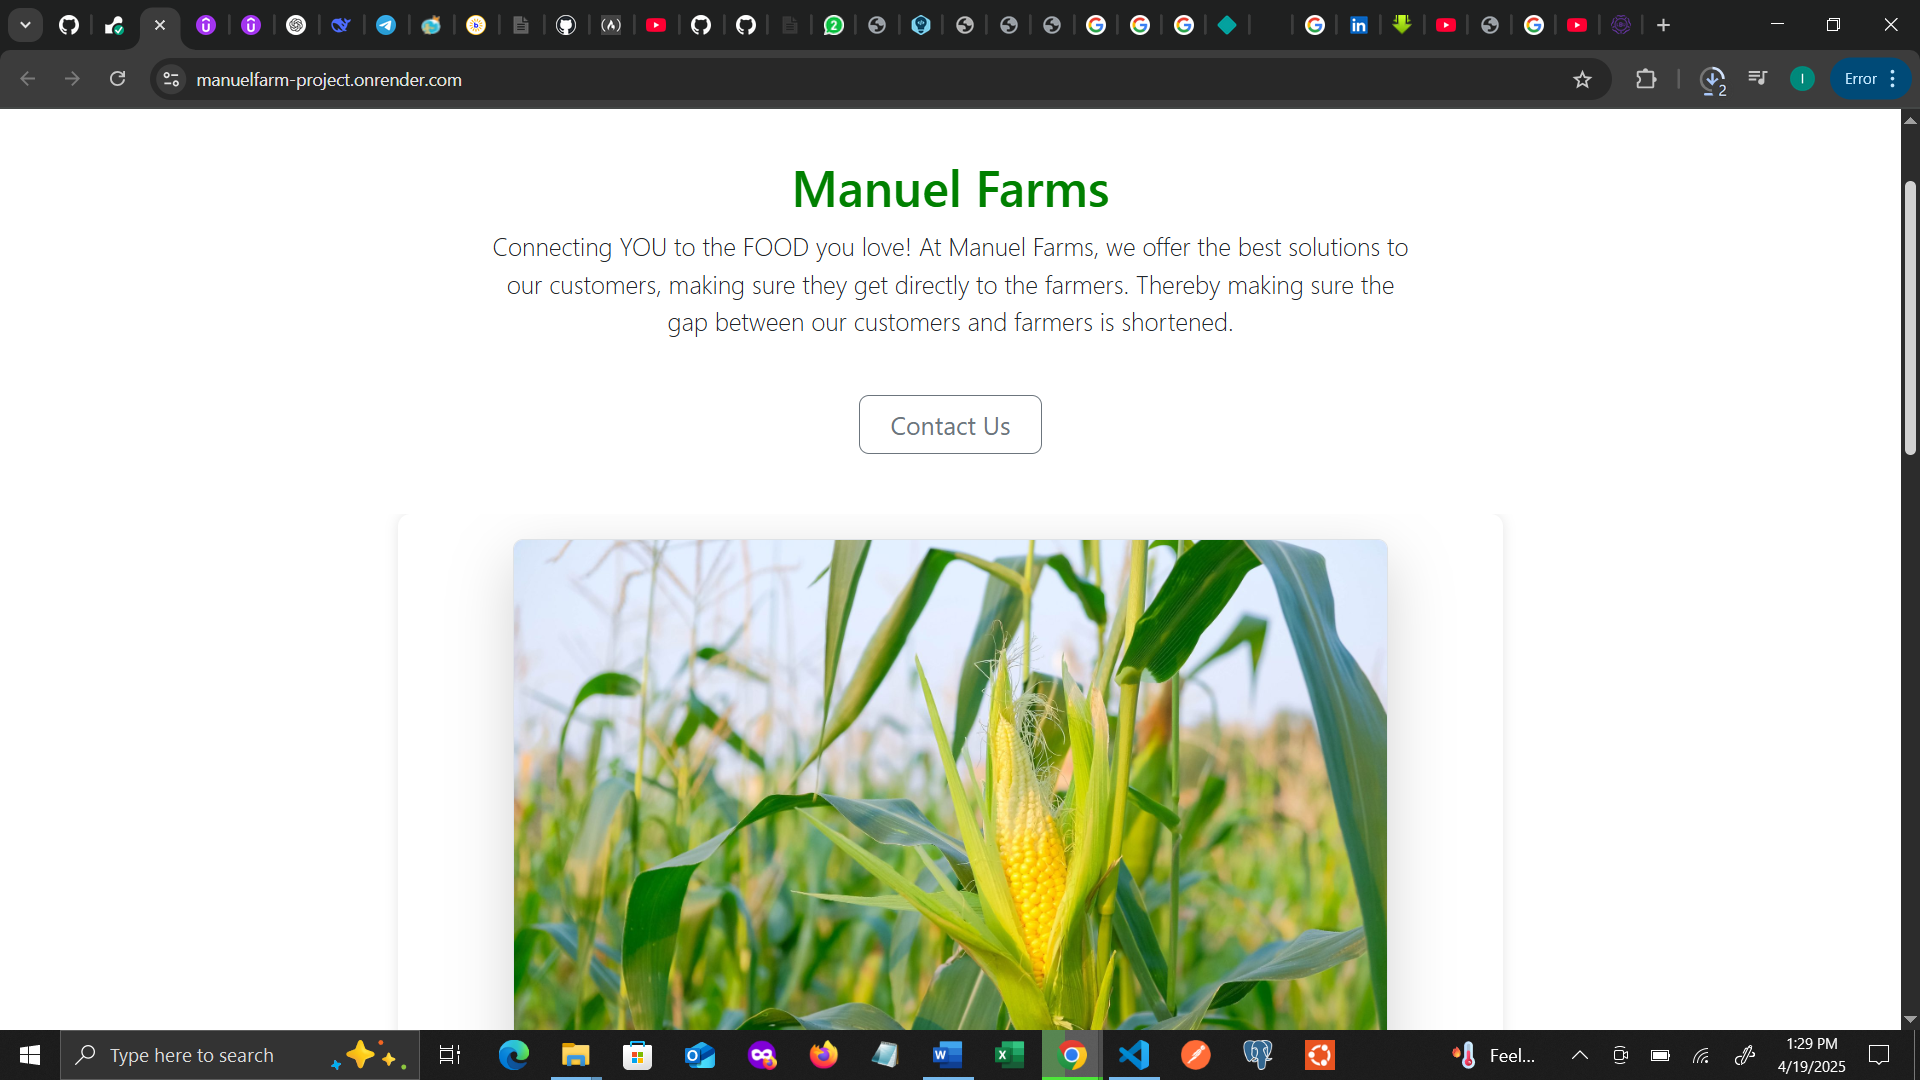 manuelfarm-project.onrender.com
2
I
Error
Manuel Farms
Connecting YOU to the FOOD you love! At Manuel Farms, we offer the best solutions to
our customers, making sure they get directly to the farmers. Thereby making sure the
gap between our customers and farmers is shortened.
Contact Us
Type here to search
Feel...
1:29 PM
4/19/2025